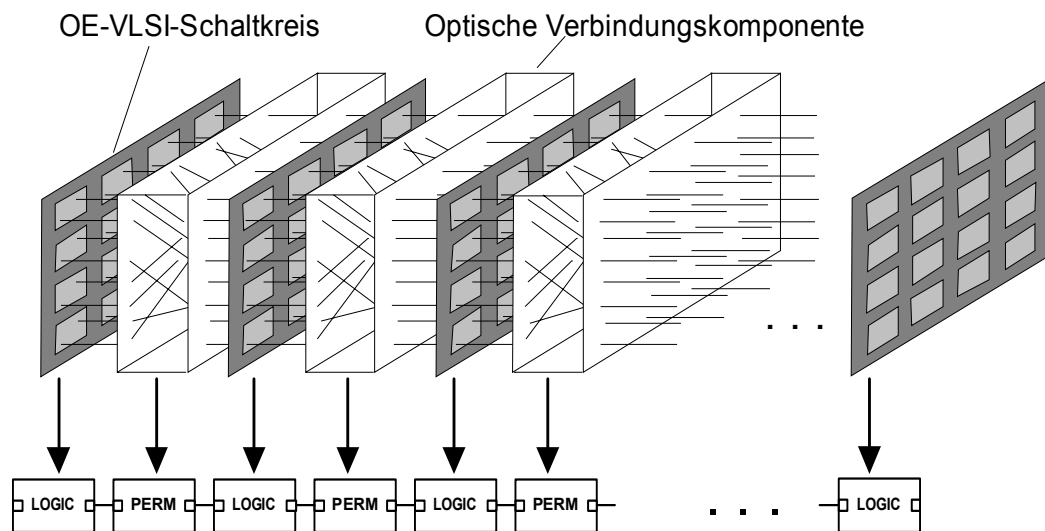 OE-VLSI-Schaltkreis Optische Verbindungskomponente
. . .
LOGIC PERM LOGIC PERM LOGIC PERM . . . LOGIC